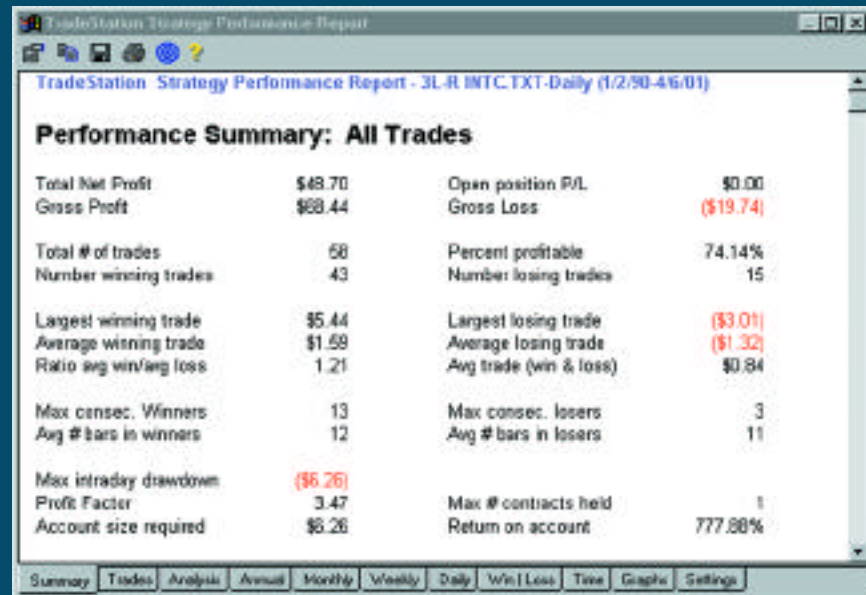 TradeStation Strategy Performance Report
TradeStation Strategy Performance Report - 3L-R INTC.TXT-Daily (1/2/90-4/6/01)
Performance Summary: All Trades
Total Net Profit $48.70 Open position P/L $0.00
Gross Profit $68.44 Gross Loss ($19.74)
Total # of trades 58 Percent profitable 74.14%
Number winning trades 43 Number losing trades 15
Largest winning trade $5.44 Largest losing trade ($3.01)
Average winning trade $1.59 Average losing trade ($1.32)
Ratio avg win/avg loss 1.21 Avg trade (win & loss) $0.84
Max consec. Winners 13 Max consec. losers 3
Avg # bars in winners 12 Avg # bars in losers 11
Max intraday drawdown ($6.26)
Profit Factor 3.47 Max # contracts held 1
Account size required $6.26 Return on account 777.88%
Summary Trades Analysis Annual Monthly Weekly Daily Win | Loss Time Graphs Settings